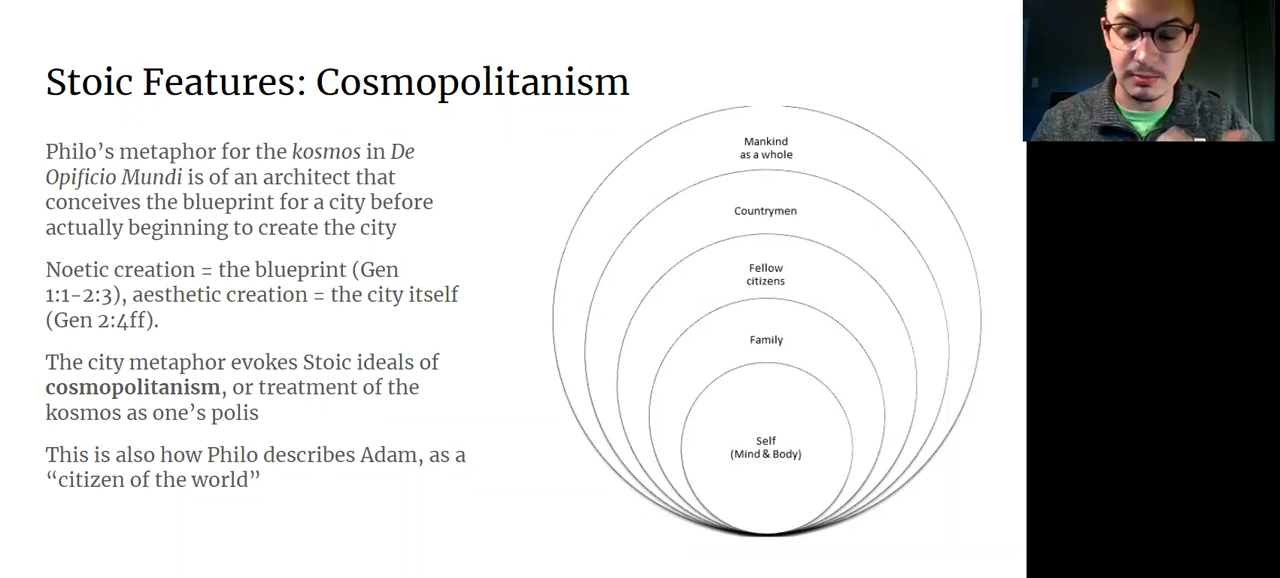 Stoic Features: Cosmopolitanism
Philo’s metaphor for the kosmos in De
Opificio Mundi is of an architect that
conceives the blueprint for a city before
actually beginning to create the city
Noetic creation = the blueprint (Gen
1:1-2:3), aesthetic creation = the city itself
(Gen 2:4ff).
The city metaphor evokes Stoic ideals of
cosmopolitanism, or treatment of the
kosmos as one’s polis
This is also how Philo describes Adam, as a
“citizen of the world”
Mankind
as a whole
Countrymen
Fellow
citizens
Family
Self
(Mind & Body)